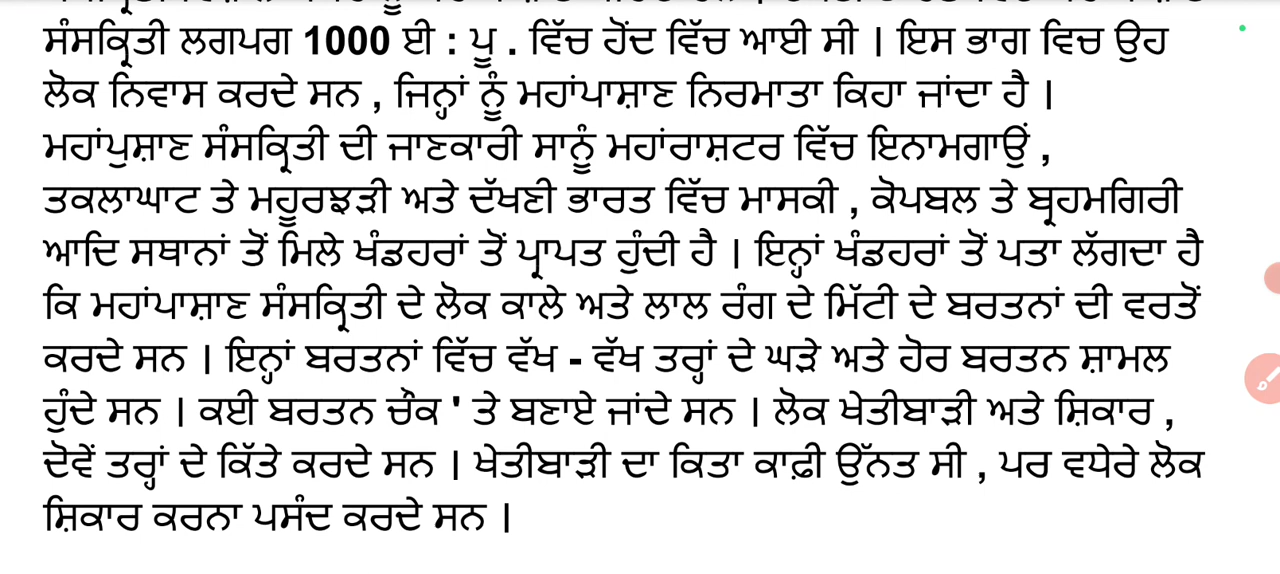 ਸੰਸਕ੍ਰਿਤੀ ਲਗਪਗ 1000 ਈ : ਪੂ . ਵਿੱਚ ਹੋਂਦ ਵਿੱਚ ਆਈ ਸੀ । ਇਸ ਭਾਗ ਵਿਚ ਉਹ
ਲੋਕ ਨਿਵਾਸ ਕਰਦੇ ਸਨ , ਜਿਨ੍ਹਾਂ ਨੂੰ ਮਹਾਂਪਾਸ਼ਾਣ ਨਿਰਮਾਤਾ ਕਿਹਾ ਜਾਂਦਾ ਹੈ ।
ਮਹਾਂਪੁਸ਼ਾਣ ਸੰਸਕ੍ਰਿਤੀ ਦੀ ਜਾਣਕਾਰੀ ਸਾਨੂੰ ਮਹਾਂਰਾਸ਼ਟਰ ਵਿੱਚ ਇਨਾਮਗਾਉਂ ,
ਤਕਲਾਘਾਟ ਤੇ ਮਹੂਰਝੜੀ ਅਤੇ ਦੱਖਣੀ ਭਾਰਤ ਵਿੱਚ ਮਾਸਕੀ , ਕੋਪਬਲ ਤੇ ਬ੍ਰਹਮਗਿਰੀ
ਆਦਿ ਸਥਾਨਾਂ ਤੋਂ ਮਿਲੇ ਖੰਡਹਰਾਂ ਤੋਂ ਪ੍ਰਾਪਤ ਹੁੰਦੀ ਹੈ । ਇਨ੍ਹਾਂ ਖੰਡਹਰਾਂ ਤੋਂ ਪਤਾ ਲੱਗਦਾ ਹੈ
ਕਿ ਮਹਾਂਪਾਸ਼ਾਣ ਸੰਸਕ੍ਰਿਤੀ ਦੇ ਲੋਕ ਕਾਲੇ ਅਤੇ ਲਾਲ ਰੰਗ ਦੇ ਮਿੱਟੀ ਦੇ ਬਰਤਨਾਂ ਦੀ ਵਰਤੋਂ
ਕਰਦੇ ਸਨ । ਇਨ੍ਹਾਂ ਬਰਤਨਾਂ ਵਿੱਚ ਵੱਖ - ਵੱਖ ਤਰ੍ਹਾਂ ਦੇ ਘੜੇ ਅਤੇ ਹੋਰ ਬਰਤਨ ਸ਼ਾਮਲ
ਹੁੰਦੇ ਸਨ । ਕਈ ਬਰਤਨ ਚੌਕ ' ਤੇ ਬਣਾਏ ਜਾਂਦੇ ਸਨ । ਲੋਕ ਖੇਤੀਬਾੜੀ ਅਤੇ ਸ਼ਿਕਾਰ ,
ਦੋਵੇਂ ਤਰ੍ਹਾਂ ਦੇ ਕਿੱਤੇ ਕਰਦੇ ਸਨ । ਖੇਤੀਬਾੜੀ ਦਾ ਕਿਤਾ ਕਾਫ਼ੀ ਉੱਨਤ ਸੀ , ਪਰ ਵਧੇਰੇ ਲੋਕ
ਸ਼ਿਕਾਰ ਕਰਨਾ ਪਸੰਦ ਕਰਦੇ ਸਨ ।